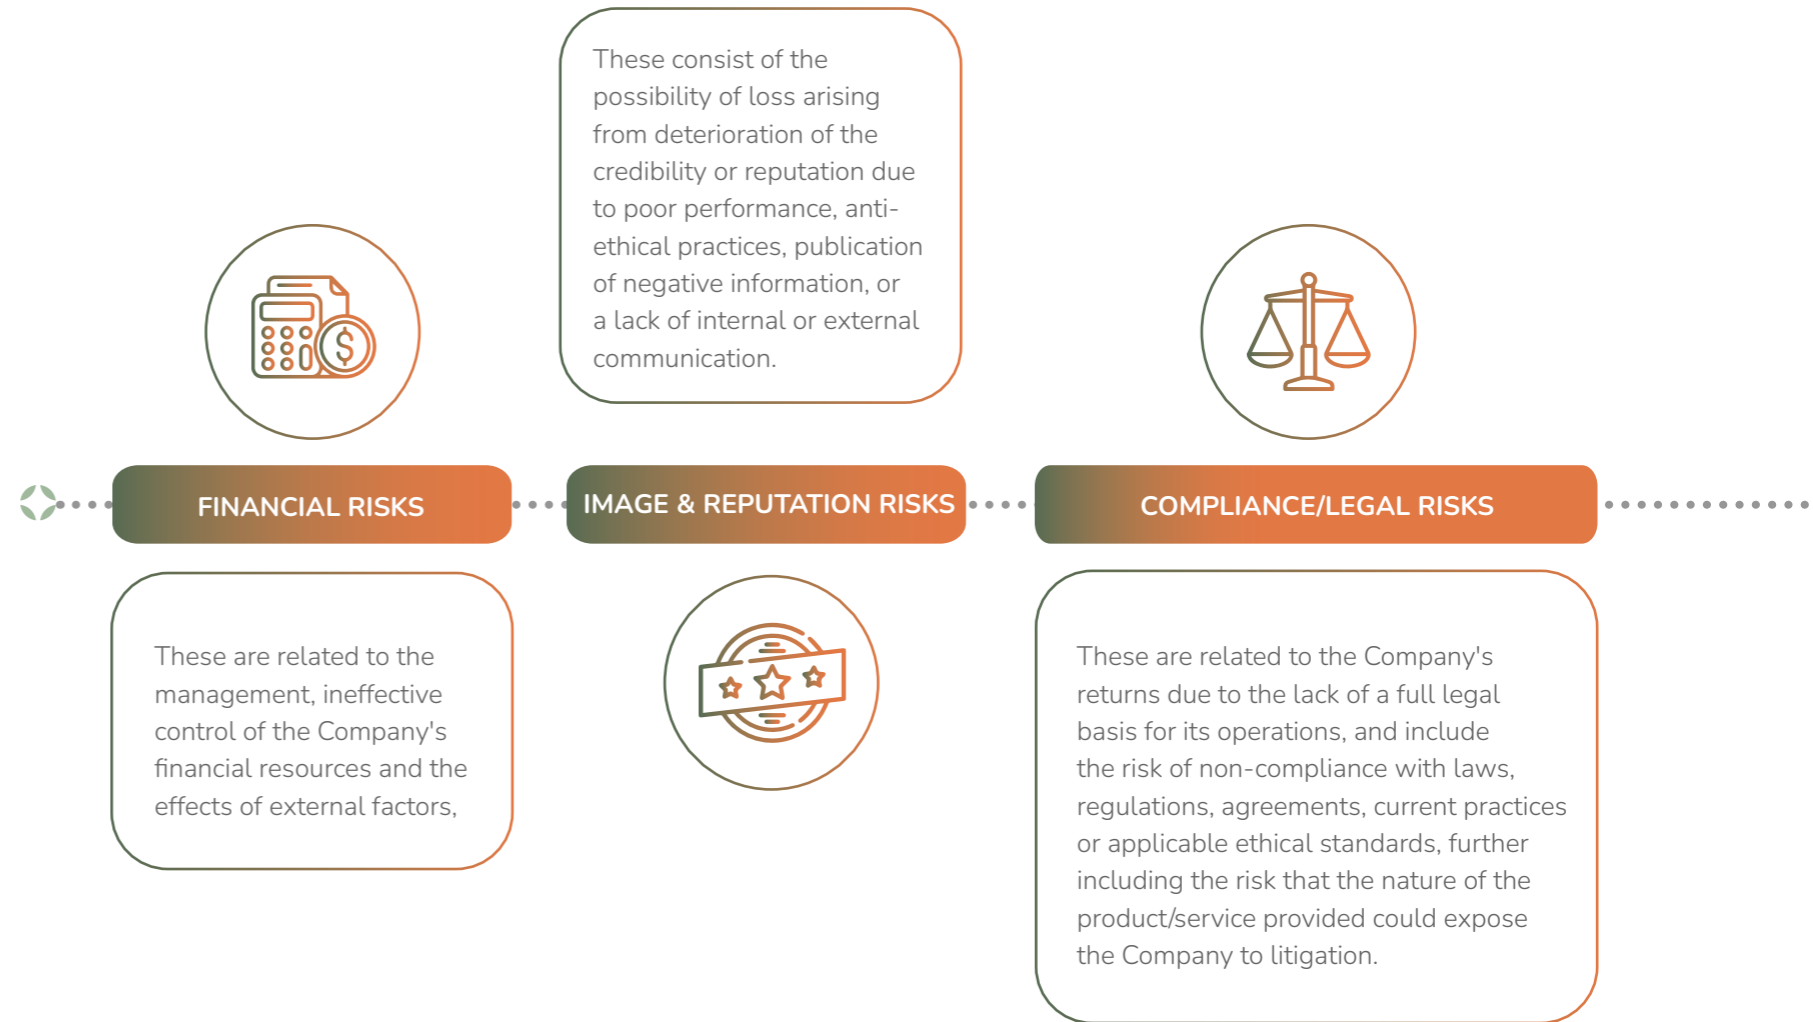 FINANCIAL RISKS
These are related to the
management, ineffective
control of the Company's
financial resources and the
effects of external factors,
These consist of the
possibility of loss arising
from deterioration of the
credibility or reputation due
to poor performance, anti-
ethical practices, publication
of negative information, or
a lack of internal or external
communication.
IMAGE & REPUTATION RISKS
COMPLIANCE/LEGAL RISKS
These are related to the Company's
returns due to the lack of a full legal
basis for its operations, and include
the risk of non-compliance with laws,
regulations, agreements, current practices
or applicable ethical standards, further
including the risk that the nature of the
product/service provided could expose
the Company to litigation.